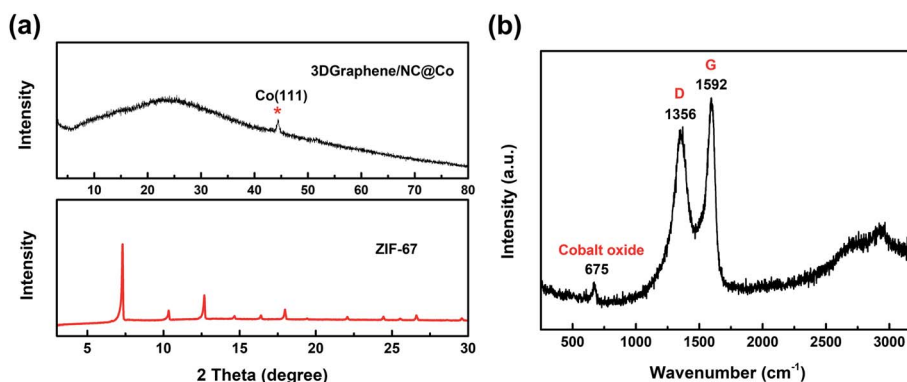 (a)
3DGraphene/NC@Co
Co(111)
*
Intensity
10 20 30 40 50 60 70 80
ZIF-67
Intensity
5 10 15 20 25 30
2 Theta (degree)
(b)
G
1592
D
1356
Cobalt oxide
675
Intensity (a.u.)
500 1000 1500 2000 2500 3000
Wavenumber (cm⁻¹)